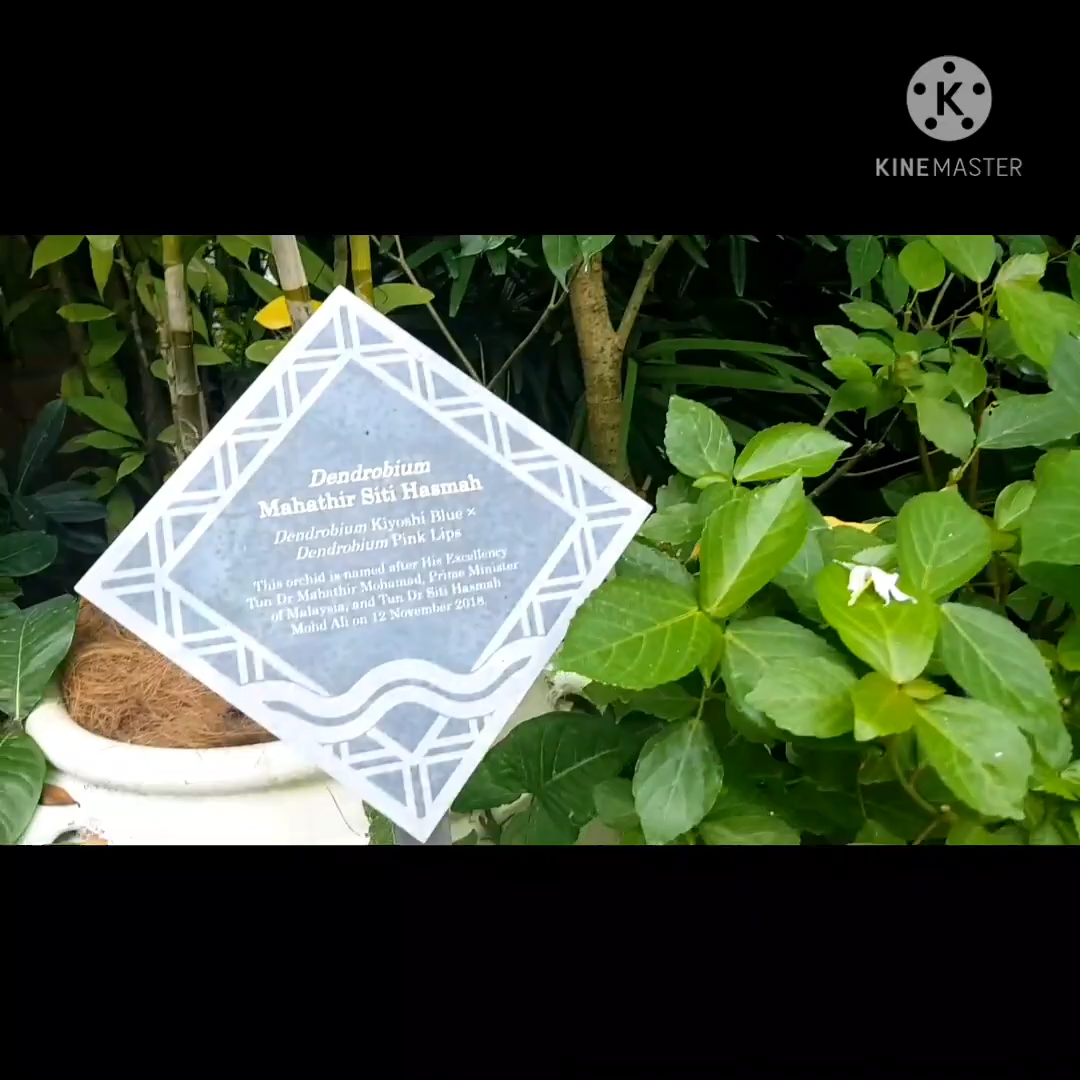 K
KINEMASTER
Dendrobium
Mahathir Siti Hasmah
Dendrobium Kiyoshi Blue ×
Dendrobium Pink Lips
This orchid is named after His Excellency
Tun Dr Mahathir Mohamad, Prime Minister
of Malaysia, and Tun Dr Siti Hasmah
Mohd Ali on 12 November 2018.